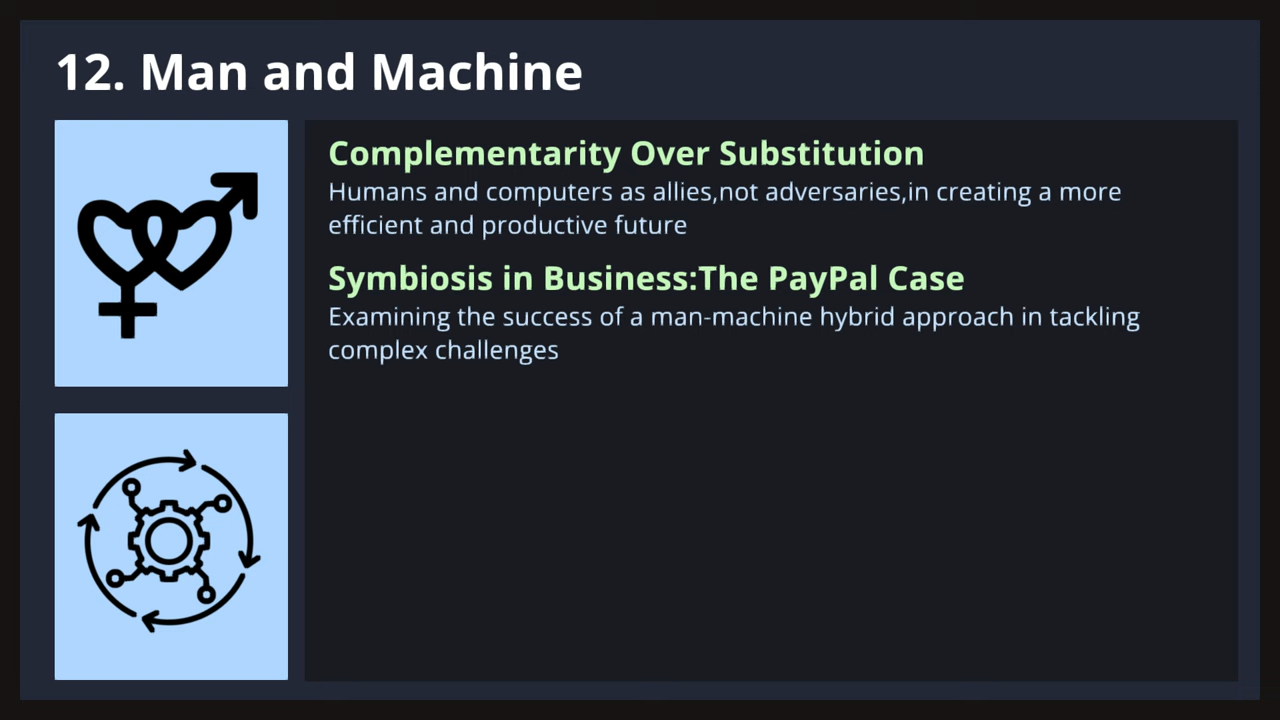 12. Man and Machine
Complementarity Over Substitution
Humans and computers as allies,not adversaries,in creating a more
efficient and productive future
Symbiosis in Business:The PayPal Case
Examining the success of a man-machine hybrid approach in tackling
complex challenges